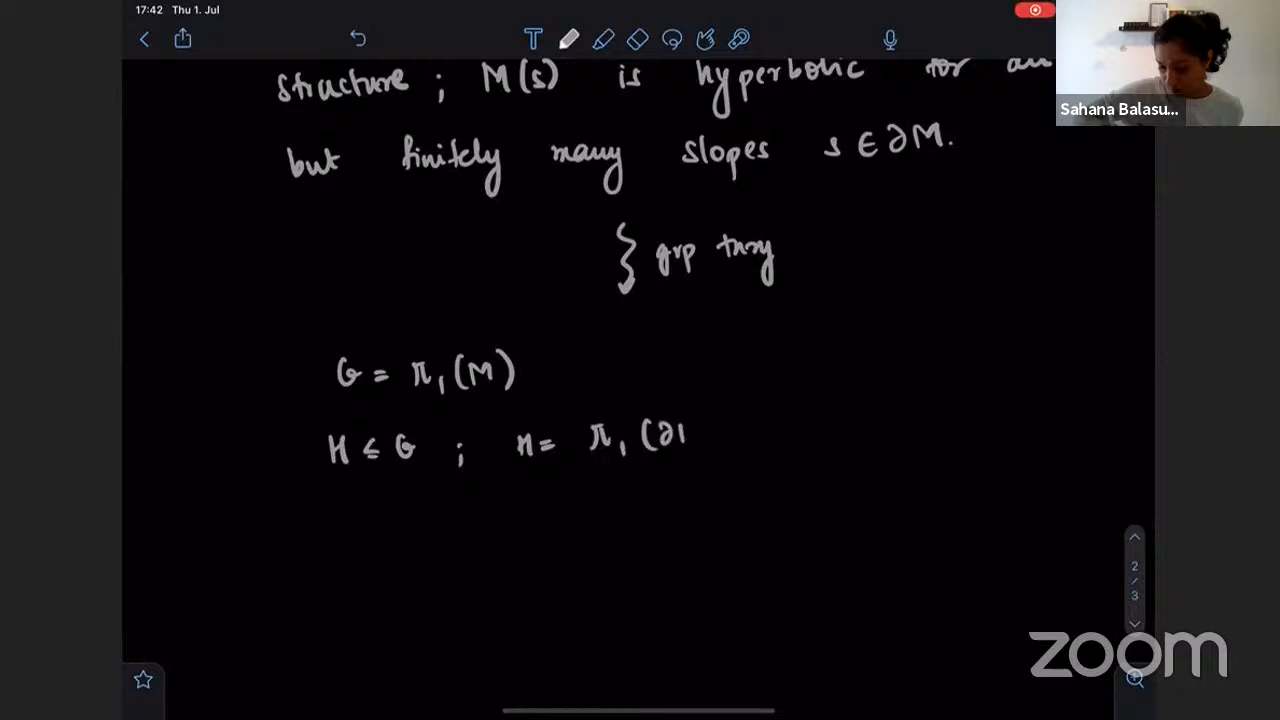 17:42 Thu 1. Jul
Sahana Balasu...
structure ; M(s) is hyperbolic for all
but finitely many slopes s ∈ ∂M.
} grp
G = π₁(M)
H ≤ G ; H = π₁(∂
2
/
3
zoom